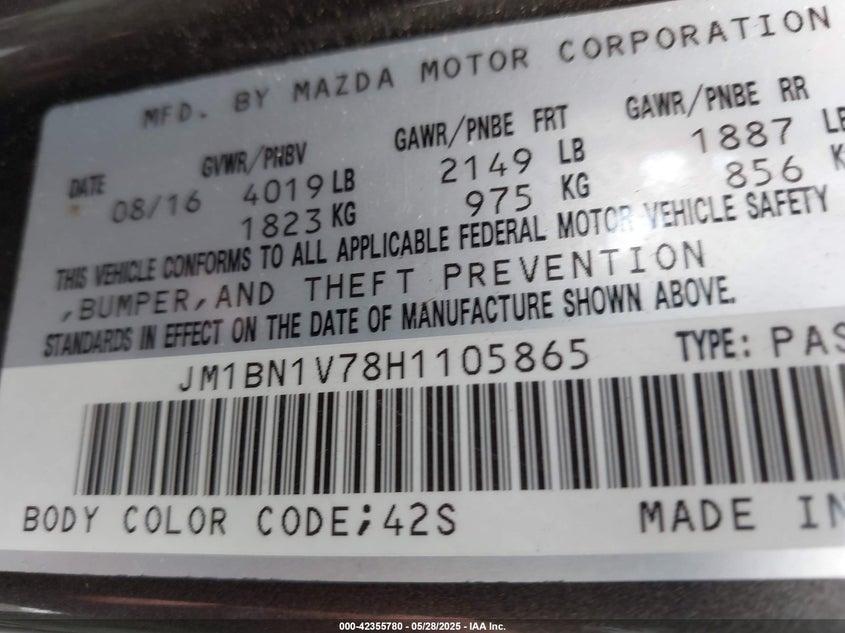 MFD. BY MAZDA MOTOR CORPORATION
DATE GVWR/PNBV GAWR/PNBE FRT GAWR/PNBE RR
08/16 4019 LB 2149 LB 1887 LB
1823 KG 975 KG 856 K
THIS VEHICLE CONFORMS TO ALL APPLICABLE FEDERAL MOTOR VEHICLE SAFETY
,BUMPER,AND THEFT PREVENTION
STANDARDS IN EFFECT ON THE DATE OF MANUFACTURE SHOWN ABOVE.
JM1BN1V78H1105865 TYPE: PAS
BODY COLOR CODE;42S MADE IN
000-42355780 — 05/28/2025 — IAA Inc.